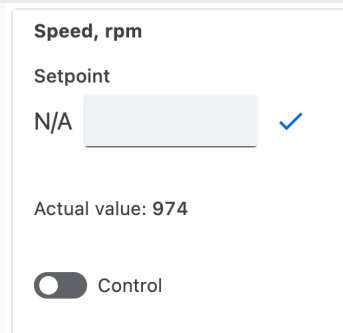 Speed, rpm
Setpoint
N/A
Actual value: 974
Control